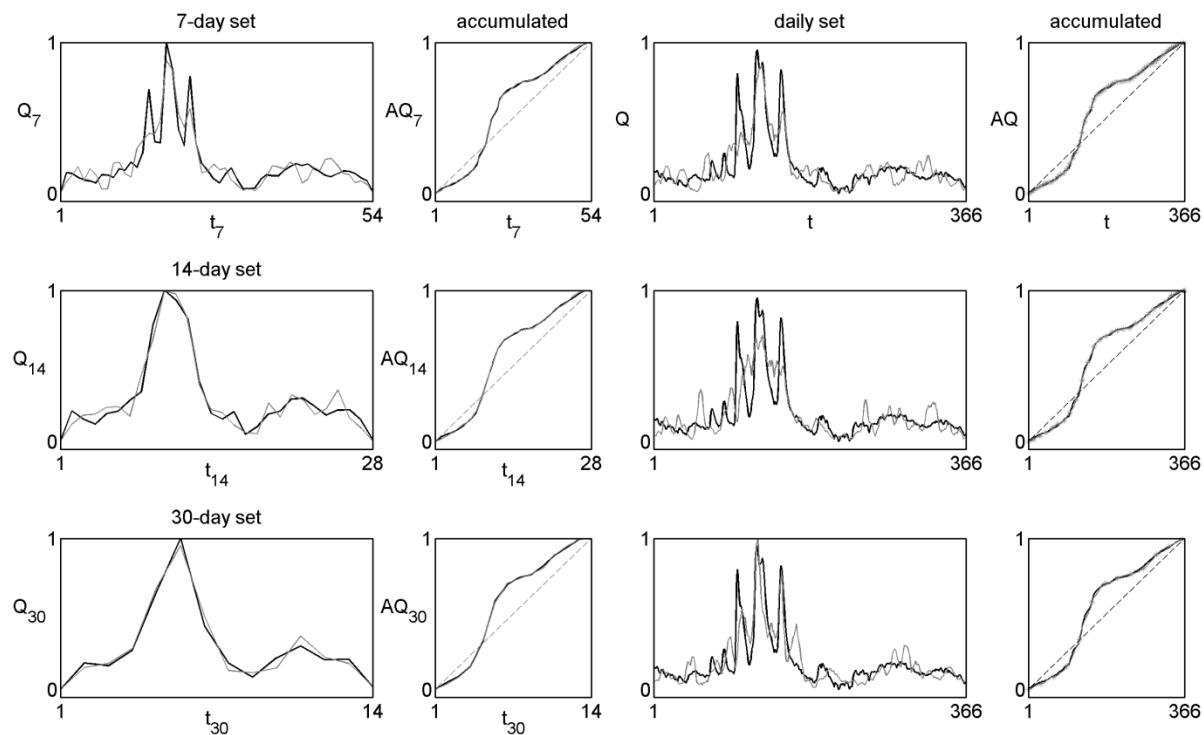 7-day set accumulated daily set accumulated
1 1 1 1
Q7 AQ7 Q AQ
0 0 0 0
1 54 1 54 1 366 1 366
t7 t7 t t
14-day set
1 1 1 1
Q14 AQ14
0 0 0 0
1 28 1 28 1 366 1 366
t14 t14
30-day set
1 1 1 1
Q30 AQ30
0 0 0 0
1 14 1 14 1 366 1 366
t30 t30